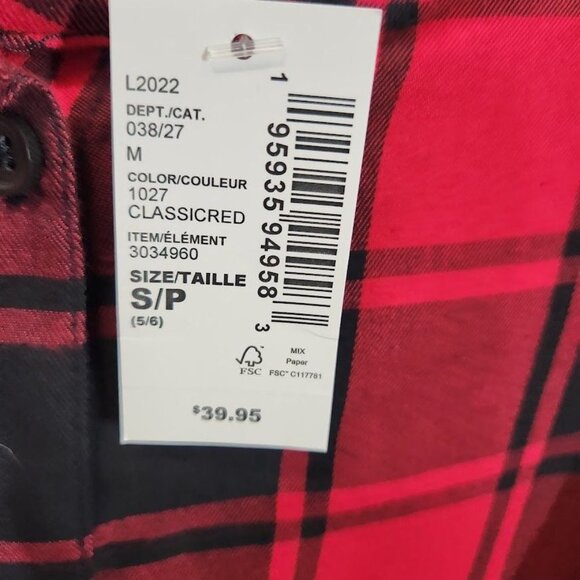 L2022
DEPT./CAT.
038/27
M
COLOR/COULEUR
1027
CLASSICRED
ITEM/ÉLÉMENT
3034960
SIZE/TAILLE
S/P
(5/6)
1 95935 94958 3
FSC
MIX
Paper
FSC™ C117781
$39.95